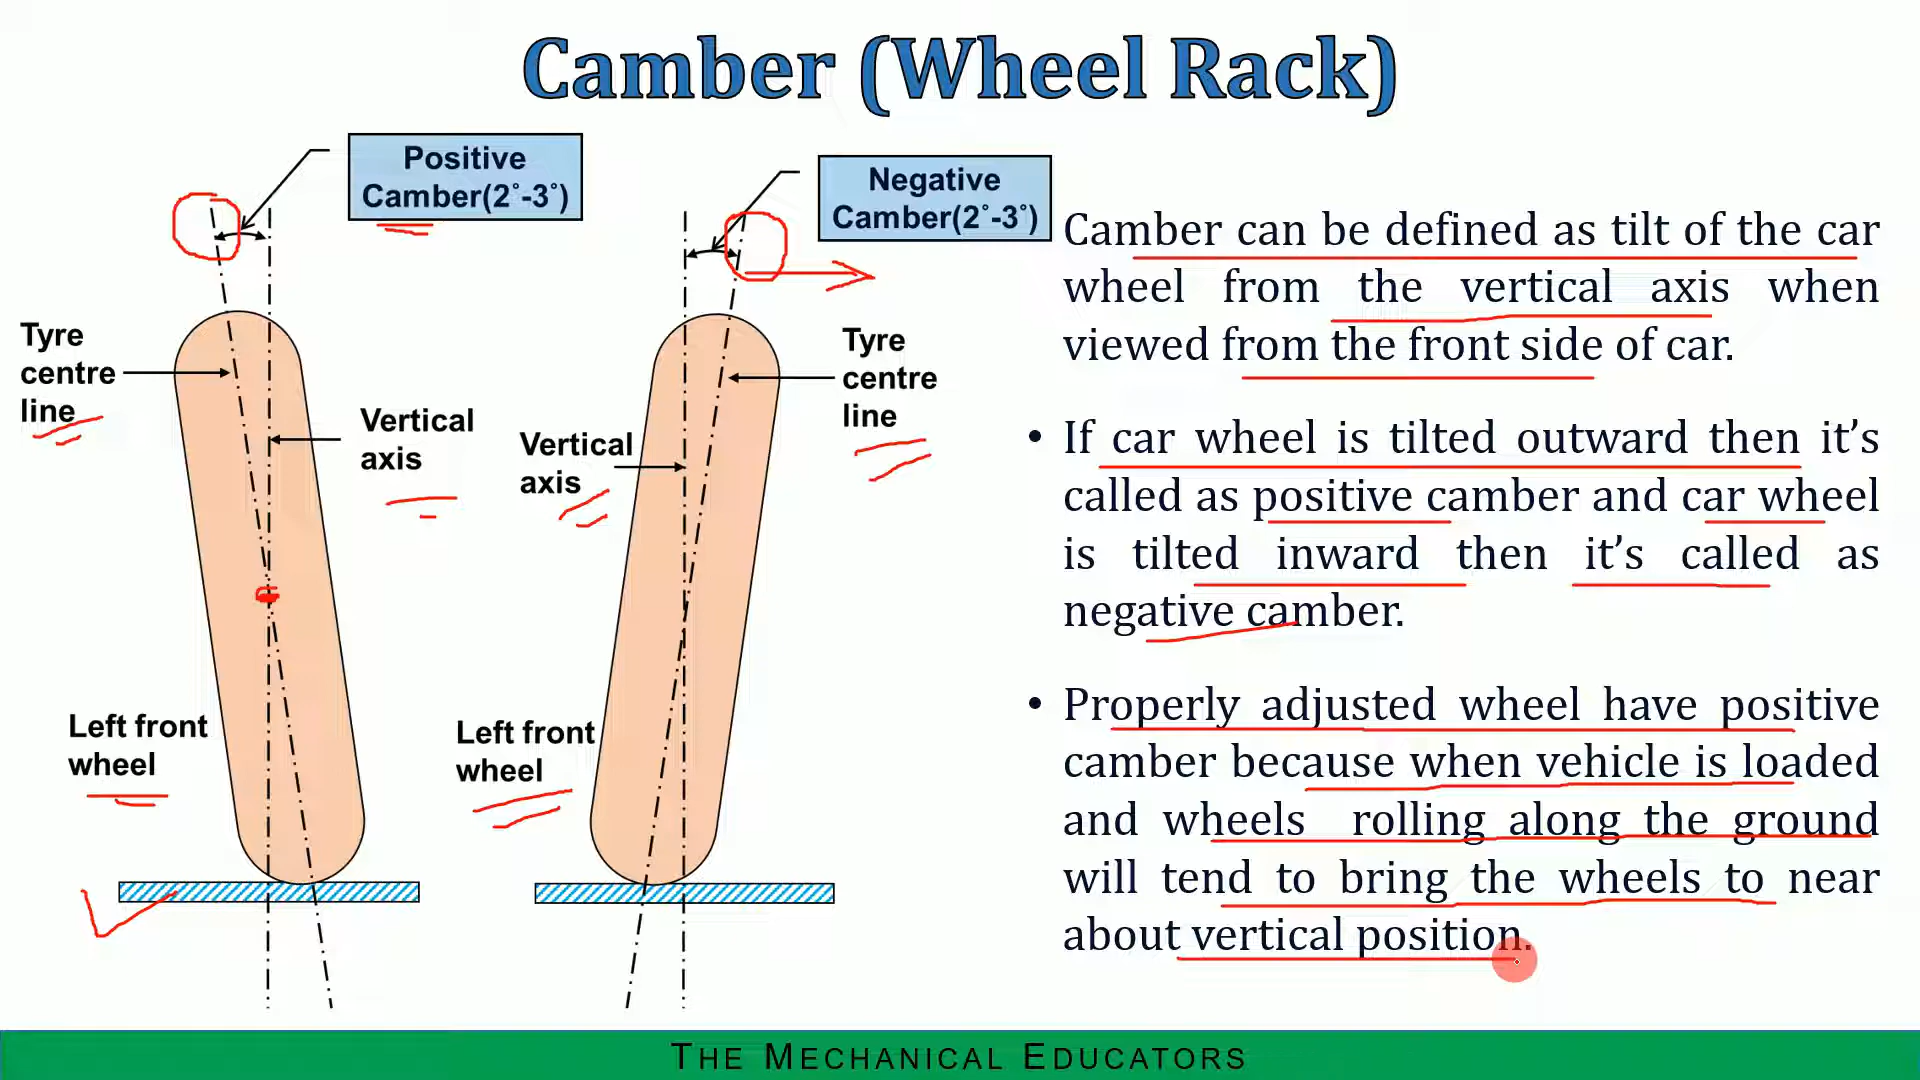 Camber (Wheel Rack)
Positive
Camber(2˚-3˚)
Negative
Camber(2˚-3˚)
Tyre
centre
line
Vertical
axis
Left front
wheel
Vertical
axis
Tyre
centre
line
Left front
wheel
Camber can be defined as tilt of the car
wheel from the vertical axis when
viewed from the front side of car.
• If car wheel is tilted outward then it’s
called as positive camber and car wheel
is tilted inward then it’s called as
negative camber.
• Properly adjusted wheel have positive
camber because when vehicle is loaded
and wheels rolling along the ground
will tend to bring the wheels to near
about vertical position.
THE MECHANICAL EDUCATORS